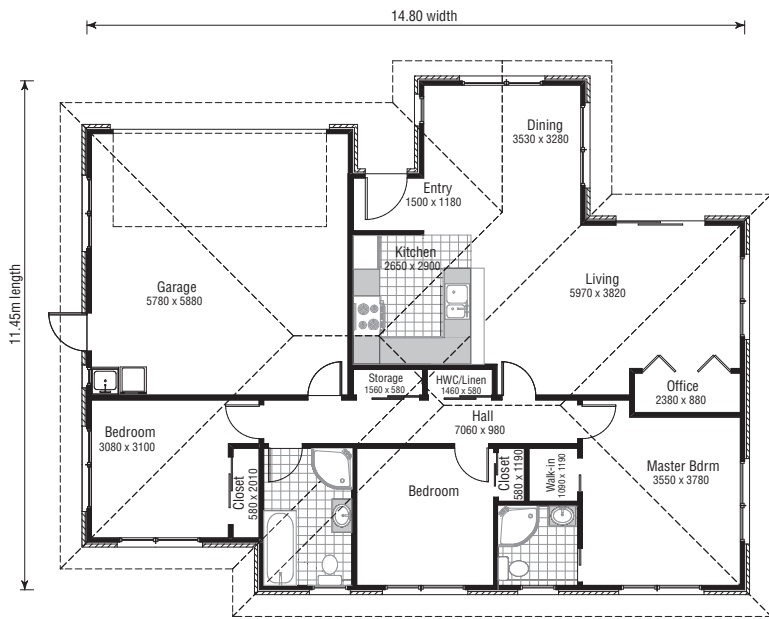 14.80 width
11.45m length
Dining
3530 x 3280
Entry
1500 x 1180
Kitchen
2650 x 2900
Garage
5780 x 5880
Living
5970 x 3820
Storage
1560 x 580
HWC/Linen
1460 x 580
Office
2380 x 880
Hall
7060 x 980
Bedroom
3080 x 3100
Closet
580 x 2010
Bedroom
Closet
580 x 1190
Walk-in
1090 x 1190
Master Bdrm
3550 x 3780